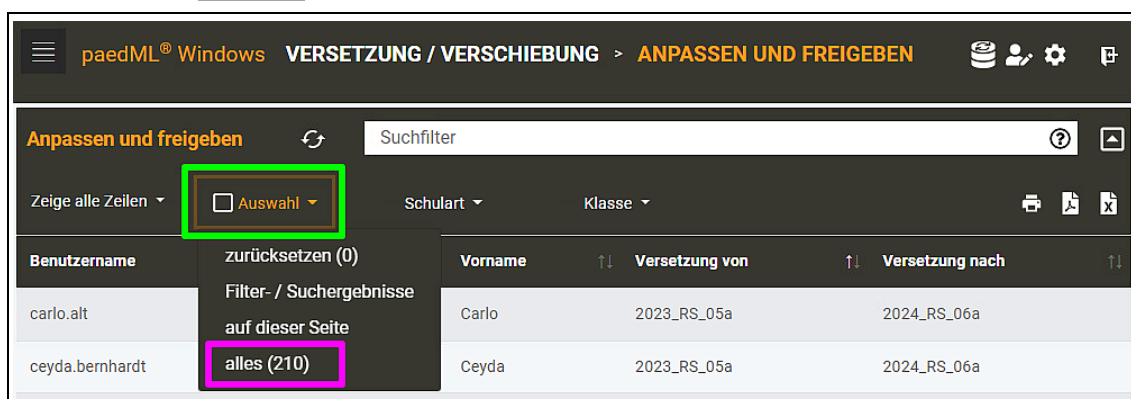 paedML® Windows VERSETZUNG / VERSCHIEBUNG > ANPASSEN UND FREIGEBEN
Anpassen und freigeben Suchfilter
Zeige alle Zeilen Auswahl Schulart Klasse
Benutzername Vorname Versetzung von Versetzung nach
zurücksetzen (0)
Filter- / Suchergebnisse
auf dieser Seite
alles (210)
carlo.alt Carlo 2023_RS_05a 2024_RS_06a
ceyda.bernhardt Ceyda 2023_RS_05a 2024_RS_06a